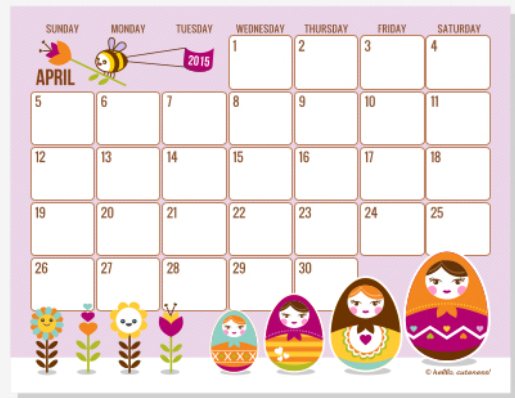 SUNDAY MONDAY TUESDAY WEDNESDAY THURSDAY FRIDAY SATURDAY
APRIL 2015
1 2 3 4
5 6 7 8 9 10 11
12 13 14 15 16 17 18
19 20 21 22 23 24 25
26 27 28 29 30
© hello, cuteness!